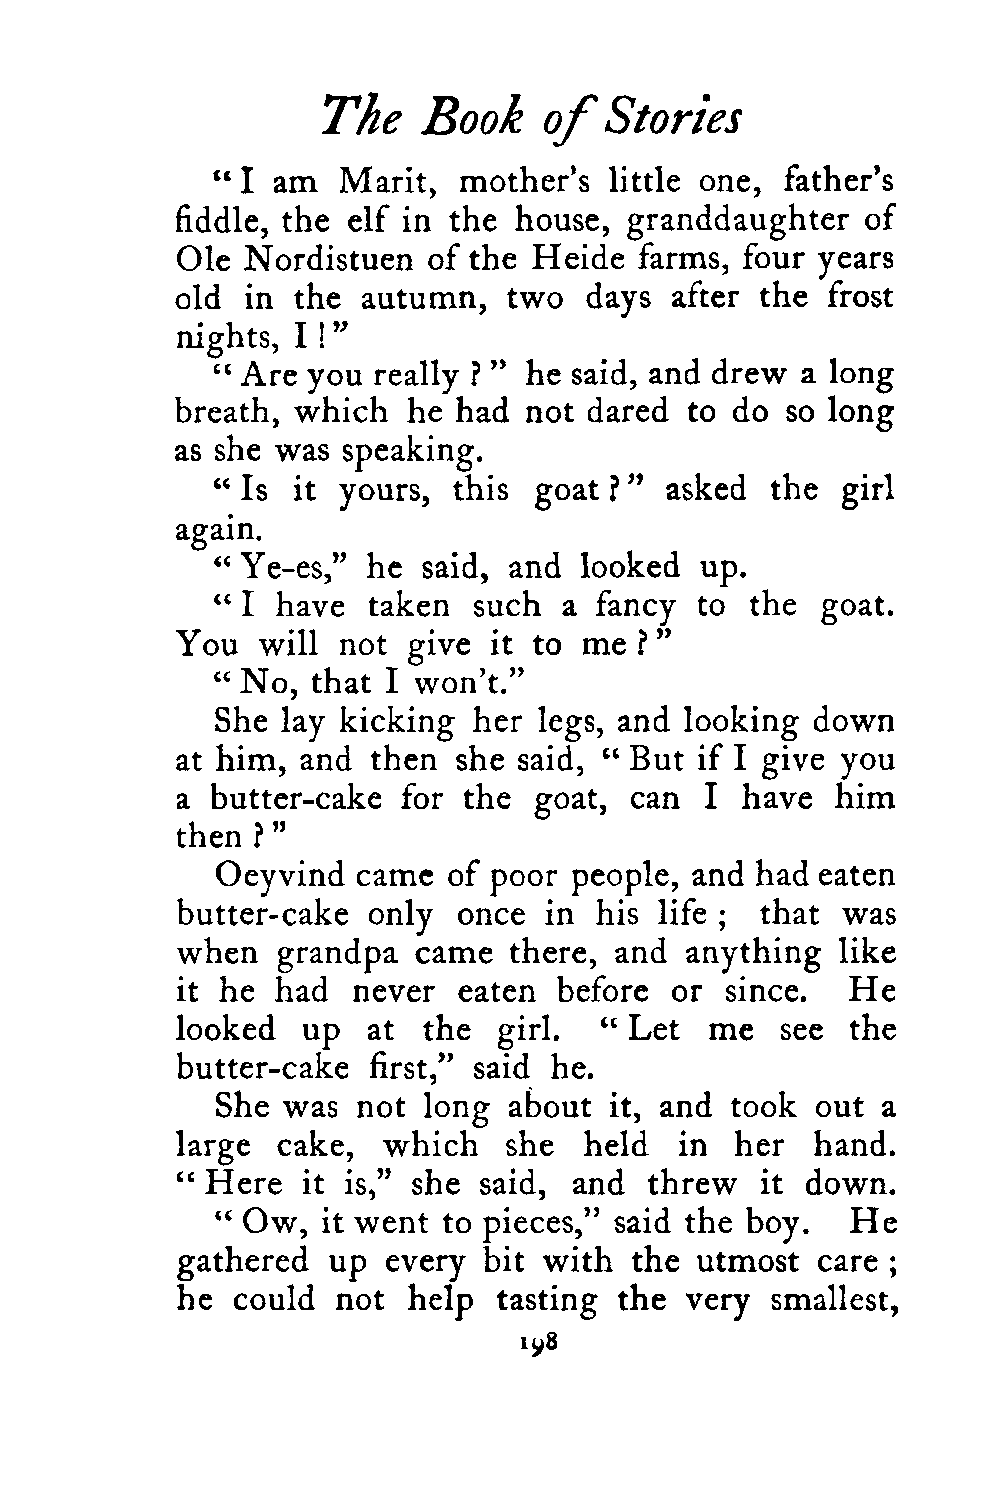 The Book of Stories
“ I am Marit, mother’s little one, father’s
fiddle, the elf in the house, granddaughter of
Ole Nordistuen of the Heide farms, four years
old in the autumn, two days after the frost
nights, I !”
“ Are you really ? ” he said, and drew a long
breath, which he had not dared to do so long
as she was speaking.
“ Is it yours, this goat ?” asked the girl
again.
“ Ye-es,” he said, and looked up.
“ I have taken such a fancy to the goat.
You will not give it to me ?”
“ No, that I won’t.”
She lay kicking her legs, and looking down
at him, and then she said, “ But if I give you
a butter-cake for the goat, can I have him
then ? ”
Oeyvind came of poor people, and had eaten
butter-cake only once in his life ; that was
when grandpa came there, and anything like
it he had never eaten before or since. He
looked up at the girl. “ Let me see the
butter-cake first,” said he.
She was not long about it, and took out a
large cake, which she held in her hand.
“ Here it is,” she said, and threw it down.
“ Ow, it went to pieces,” said the boy. He
gathered up every bit with the utmost care ;
he could not help tasting the very smallest,
198